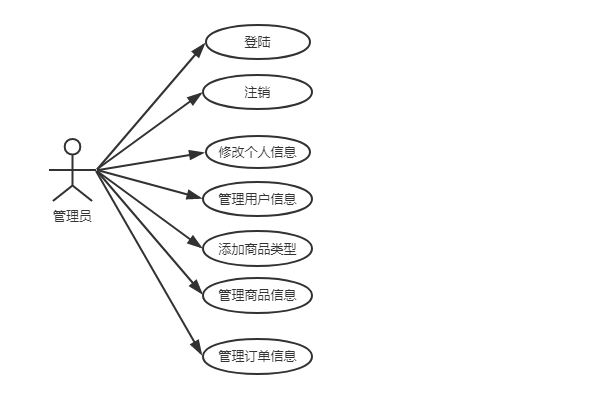 登陆
注销
修改个人信息
管理用户信息
管理员
添加商品类型
管理商品信息
管理订单信息